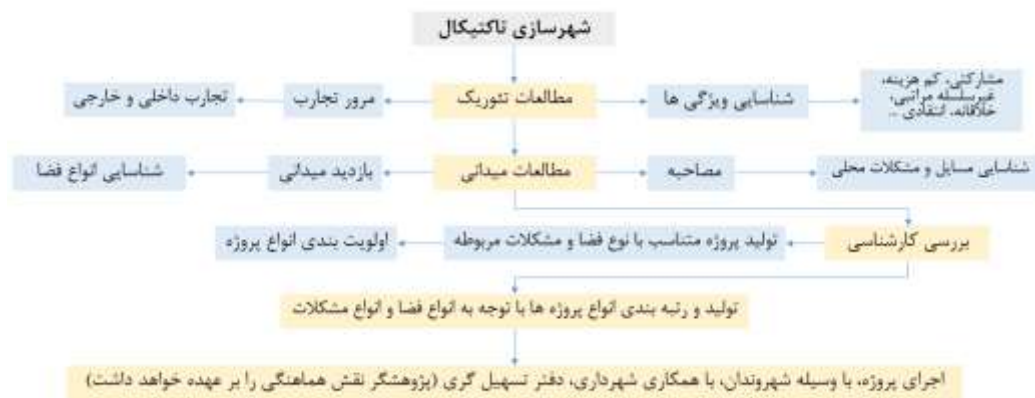 شهرسازی تاکتیکال
مشارکتی، کم هزینه،
غیرسلسله مراتبی،
خلاقانه، انتقادی ..
شناسایی ویژگی ها
مطالعات تئوریک
مرور تجارب
تجارب داخلی و خارجی
شناسایی مسایل و مشکلات محلی
مصاحبه
مطالعات میدانی
بازدید میدانی
شناسایی انواع فضا
بررسی کارشناسی
تولید پروژه متناسب با نوع فضا و مشکلات مربوطه
اولویت بندی انواع پروژه
تولید و رتبه بندی انواع پروژه ها با توجه به انواع فضا و انواع مشکلات
اجرای پروژه، با وسیله شهروندان، با همکاری شهرداری، دفتر تسهیل گری (پژوهشگر نقش هماهنگی را بر عهده خواهد داشت)